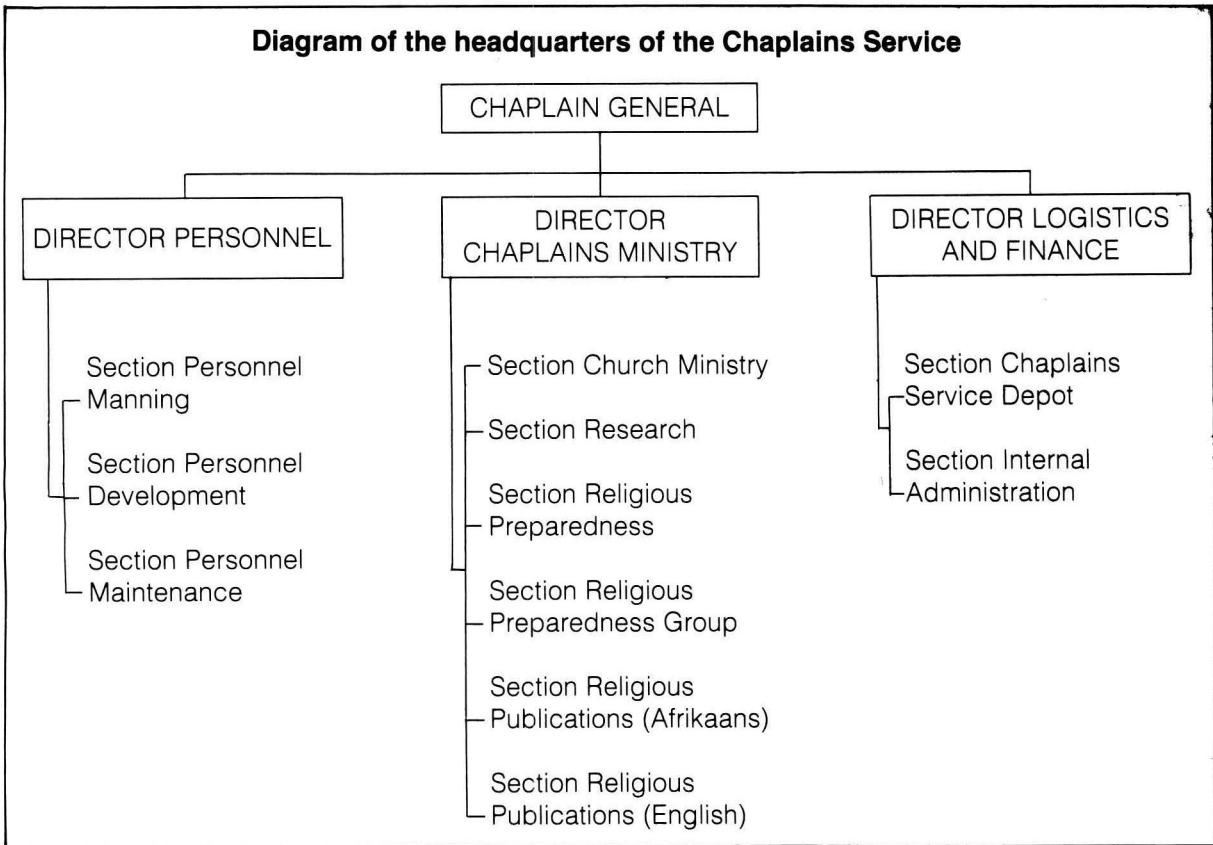 Diagram of the headquarters of the Chaplains Service
CHAPLAIN GENERAL
DIRECTOR PERSONNEL
Section Personnel
Manning
Section Personnel
Development
Section Personnel
Maintenance
DIRECTOR
CHAPLAINS MINISTRY
Section Church Ministry
Section Research
Section Religious
Preparedness
Section Religious
Preparedness Group
Section Religious
Publications (Afrikaans)
Section Religious
Publications (English)
DIRECTOR LOGISTICS
AND FINANCE
Section Chaplains
Service Depot
Section Internal
Administration